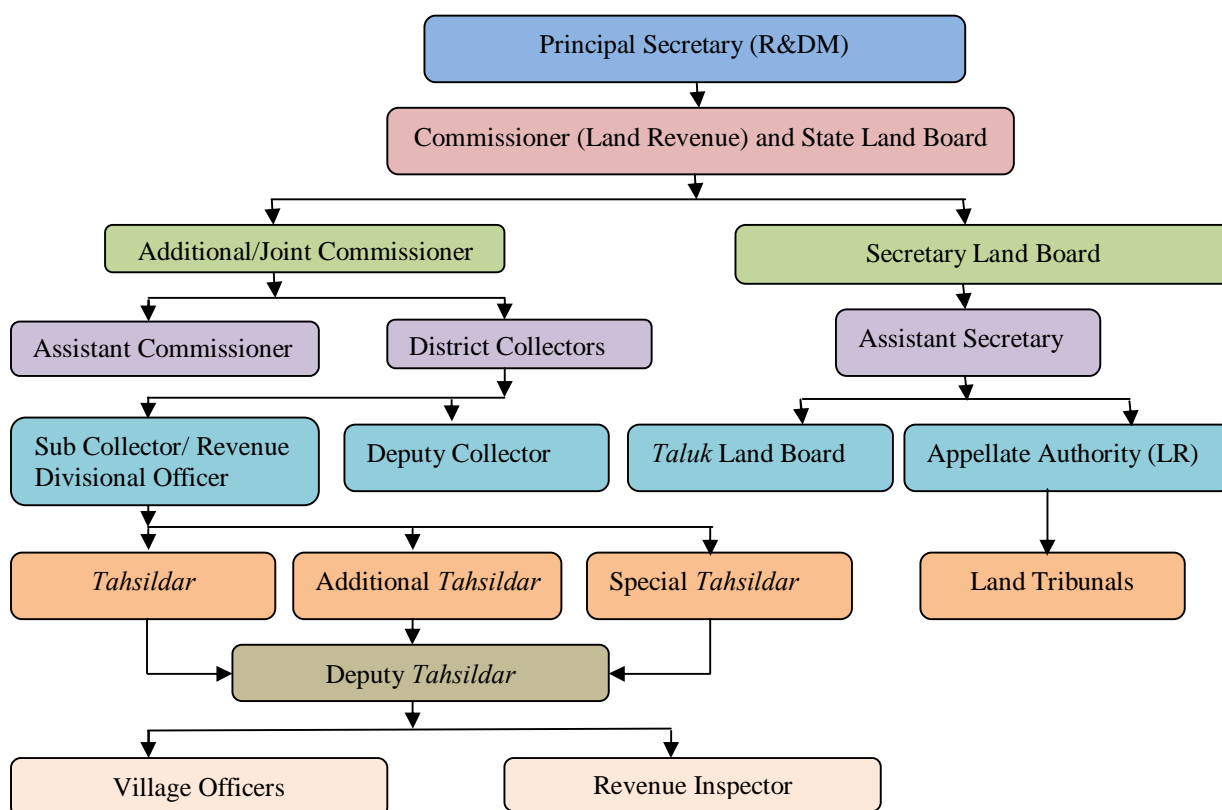 Principal Secretary (R&DM)
Commissioner (Land Revenue) and State Land Board
Additional/Joint Commissioner
Secretary Land Board
Assistant Commissioner
District Collectors
Assistant Secretary
Sub Collector/ Revenue
Divisional Officer
Deputy Collector
Taluk Land Board
Appellate Authority (LR)
Tahsildar
Additional Tahsildar
Special Tahsildar
Land Tribunals
Deputy Tahsildar
Village Officers
Revenue Inspector